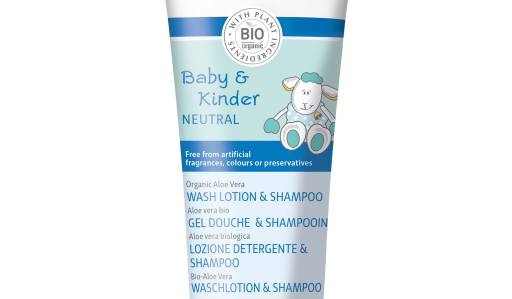 WITH PLANT INGREDIENTS
BIO
organic
Baby &
Kinder
NEUTRAL
Free from artificial
fragrances, colours or preservatives
Organic Aloe Vera
WASH LOTION & SHAMPOO
Aloe vera bio
GEL DOUCHE & SHAMPOOIN
Aloe vera biologica
LOZIONE DETERGENTE &
SHAMPOO
Bio-Aloe Vera
WASCHLOTION & SHAMPOO